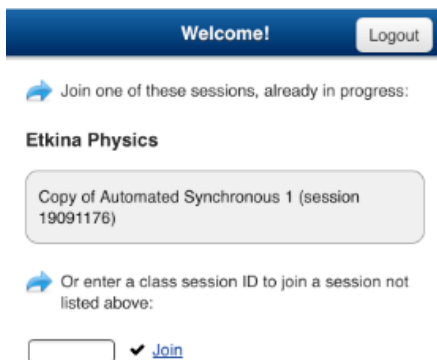 Welcome!
Logout
Join one of these sessions, already in progress:
Etkina Physics
Copy of Automated Synchronous 1 (session
19091176)
Or enter a class session ID to join a session not
listed above:
Join